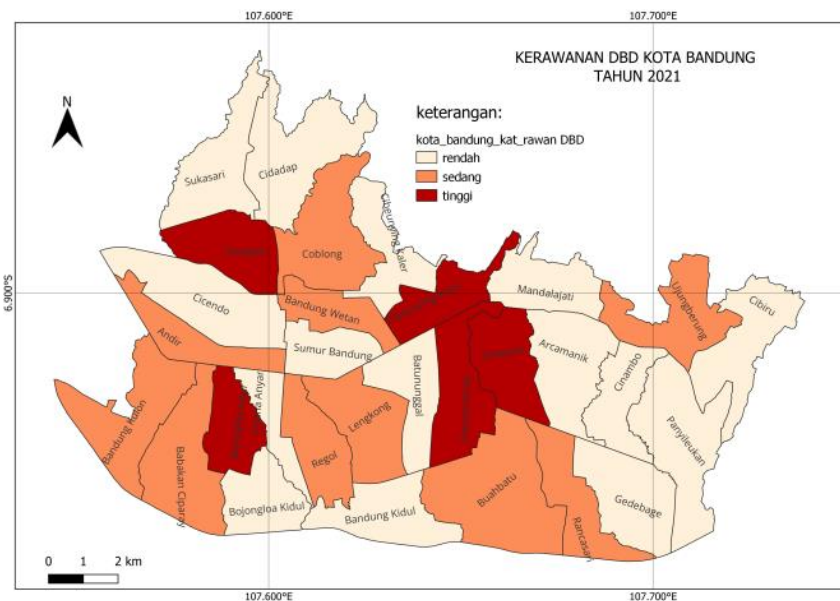 107.600°E
107.700°E
KERAWANAN DBD KOTA BANDUNG
TAHUN 2021
N
keterangan:
kota_bandung_kat_rawan DBD
rendah
sedang
tinggi
Sukasari
Cidadap
Cibeunying Kaler
Coblong
6.900°S
6.900°S
Mandalajati
Ujungberung
Cibiru
Cicendo
Bandung Wetan
Andir
Sumur Bandung
Batununggal
Arcamanik
Cinambo
Panyileukan
Bandung Kulon
Babakan Ciparay
Anyar
Lengkong
Regol
Buahbatu
Gedebage
Rancasari
Bojongloa Kidul
Bandung Kidul
0 1 2 km
107.600°E
107.700°E